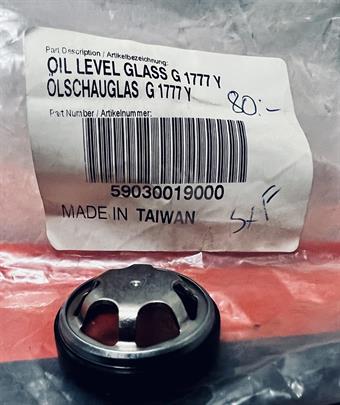 Part Description / Artikelbezeichnung:
OIL LEVEL GLASS G 1777 Y
ÖLSCHAUGLAS G 1777 Y
80:-
Part Number / Artikelnummer:
59030019000
MADE IN TAIWAN